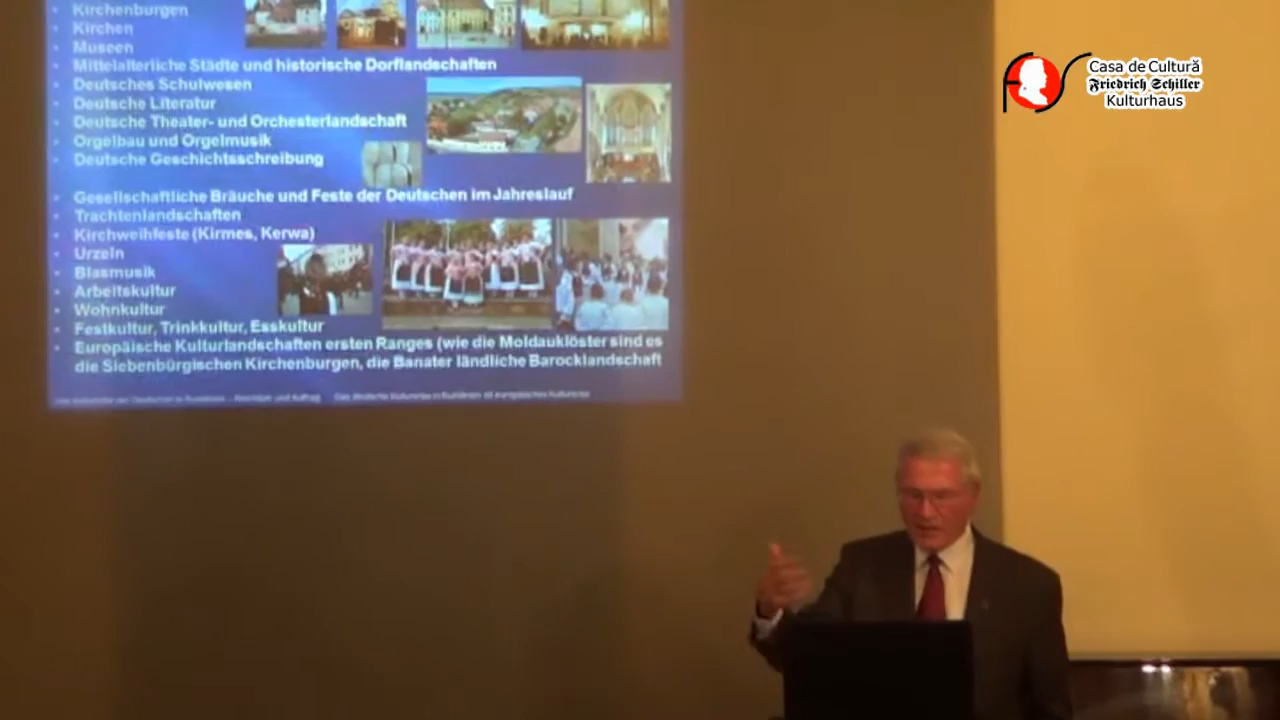 Kirchenburgen
Kirchen
Museen
Mittelalterliche Städte und historische Dorflandschaften
Deutsches Schulwesen
Deutsche Literatur
Deutsche Theater- und Orchesterlandschaft
Orgelbau und Orgelmusik
Deutsche Geschichtsschreibung
Gesellschaftliche Bräuche und Feste der Deutschen im Jahreslauf
Trachtenlandschaften
Kirchweihfeste (Kirmes, Kerwa)
Urzeln
Blasmusik
Arbeitskultur
Wohnkultur
Festkultur, Trinkkultur, Esskultur
Europäische Kulturlandschaften ersten Ranges (wie die Moldauklöster sind es
die Siebenbürgischen Kirchenburgen, die Banater ländliche Barocklandschaft
Casa de Cultură
Friedrich Schiller
Kulturhaus